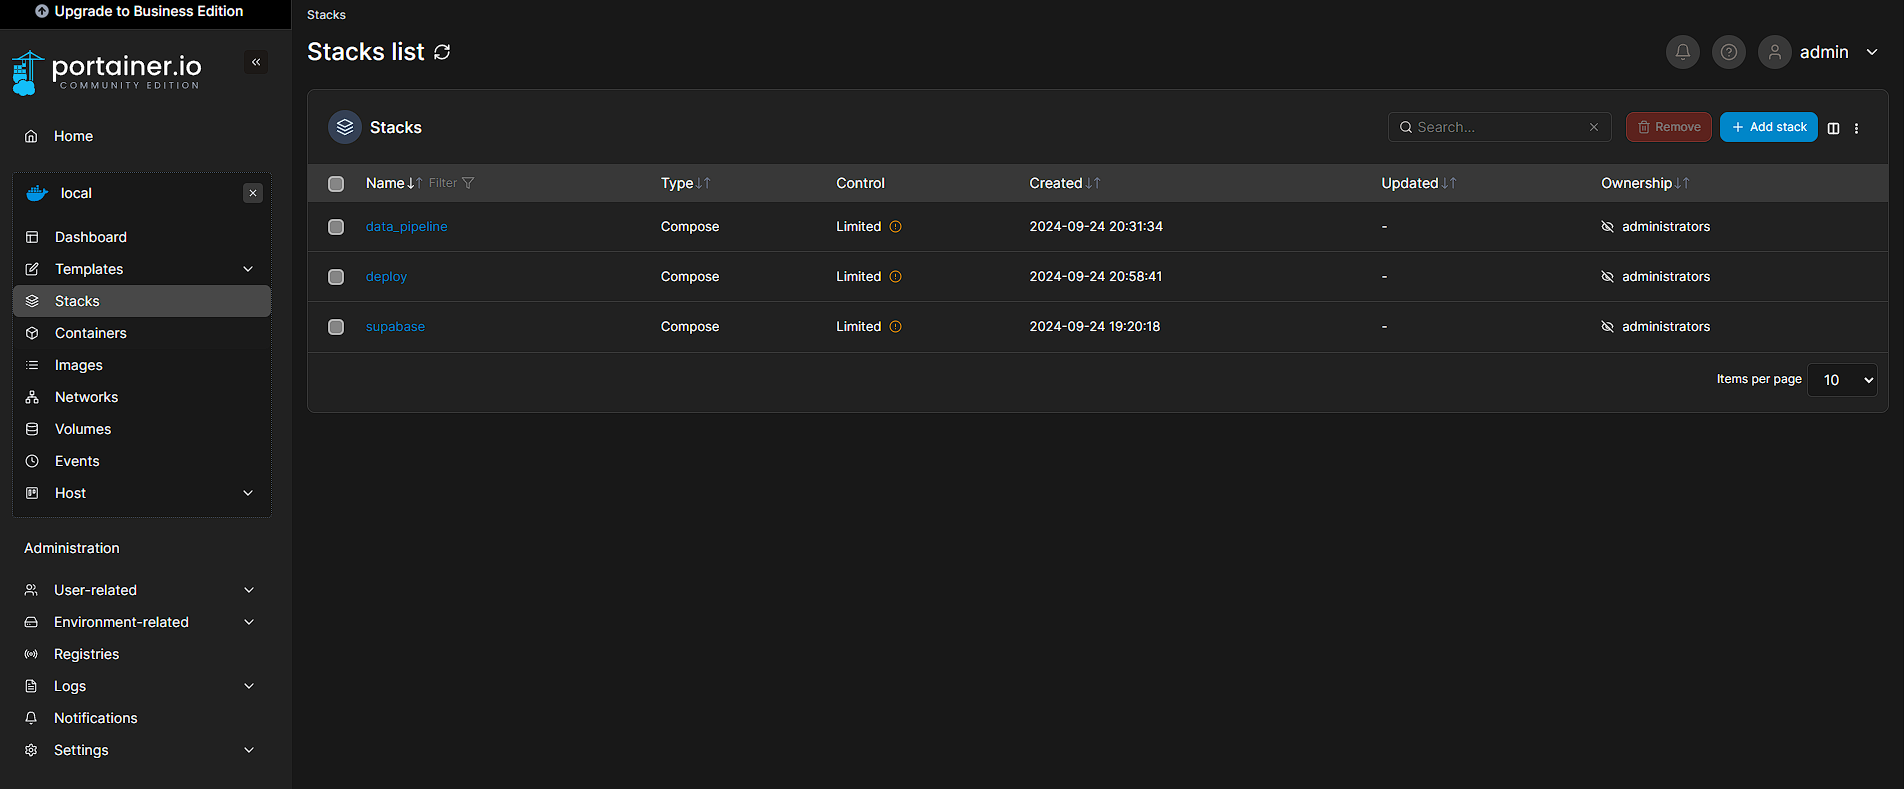 Upgrade to Business Edition
portainer.io
COMMUNITY EDITION
Home
local
Dashboard
Templates
Stacks
Containers
Images
Networks
Volumes
Events
Host
Administration
User-related
Environment-related
Registries
Logs
Notifications
Settings
Stacks
Stacks list
admin
Stacks
Search...
Remove
Add stack
Name Filter Type Control Created Updated Ownership
data_pipeline Compose Limited 2024-09-24 20:31:34 - administrators
deploy Compose Limited 2024-09-24 20:58:41 - administrators
supabase Compose Limited 2024-09-24 19:20:18 - administrators
Items per page 10